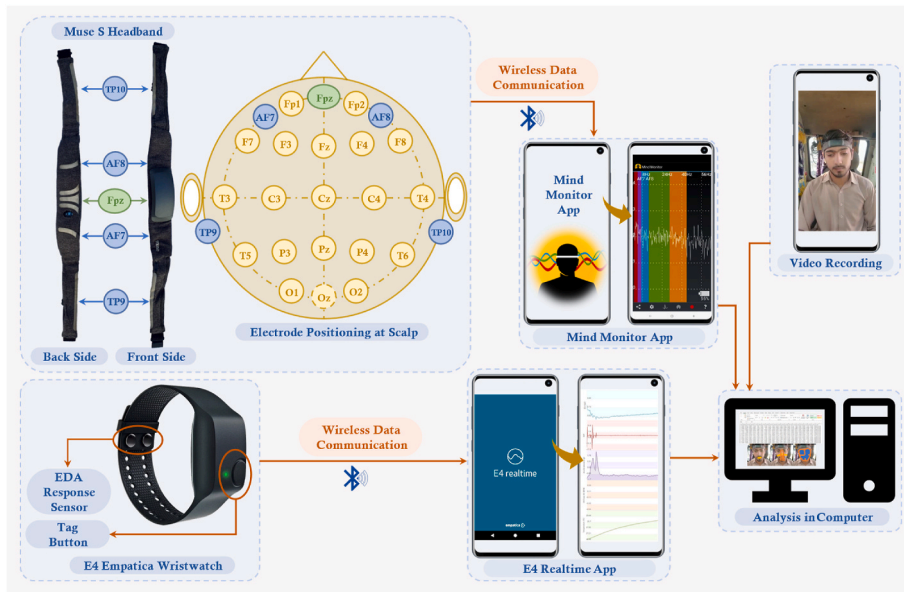 Muse S Headband
TP10
AF8
Fpz
AF7
TP9
Back Side
Front Side
Fp1
Fpz
Fp2
AF7
AF8
F7
F3
Fz
F4
F8
T3
C3
Cz
C4
T4
TP9
TP10
T5
P3
Pz
P4
T6
O1
Oz
O2
Electrode Positioning at Scalp
Wireless Data
Communication
Mind
Monitor
App
Mind Monitor App
Video Recording
EDA
Response
Sensor
Tag
Button
E4 Empatica Wristwatch
Wireless Data
Communication
E4 realtime
empatica
E4 Realtime App
Analysis in Computer